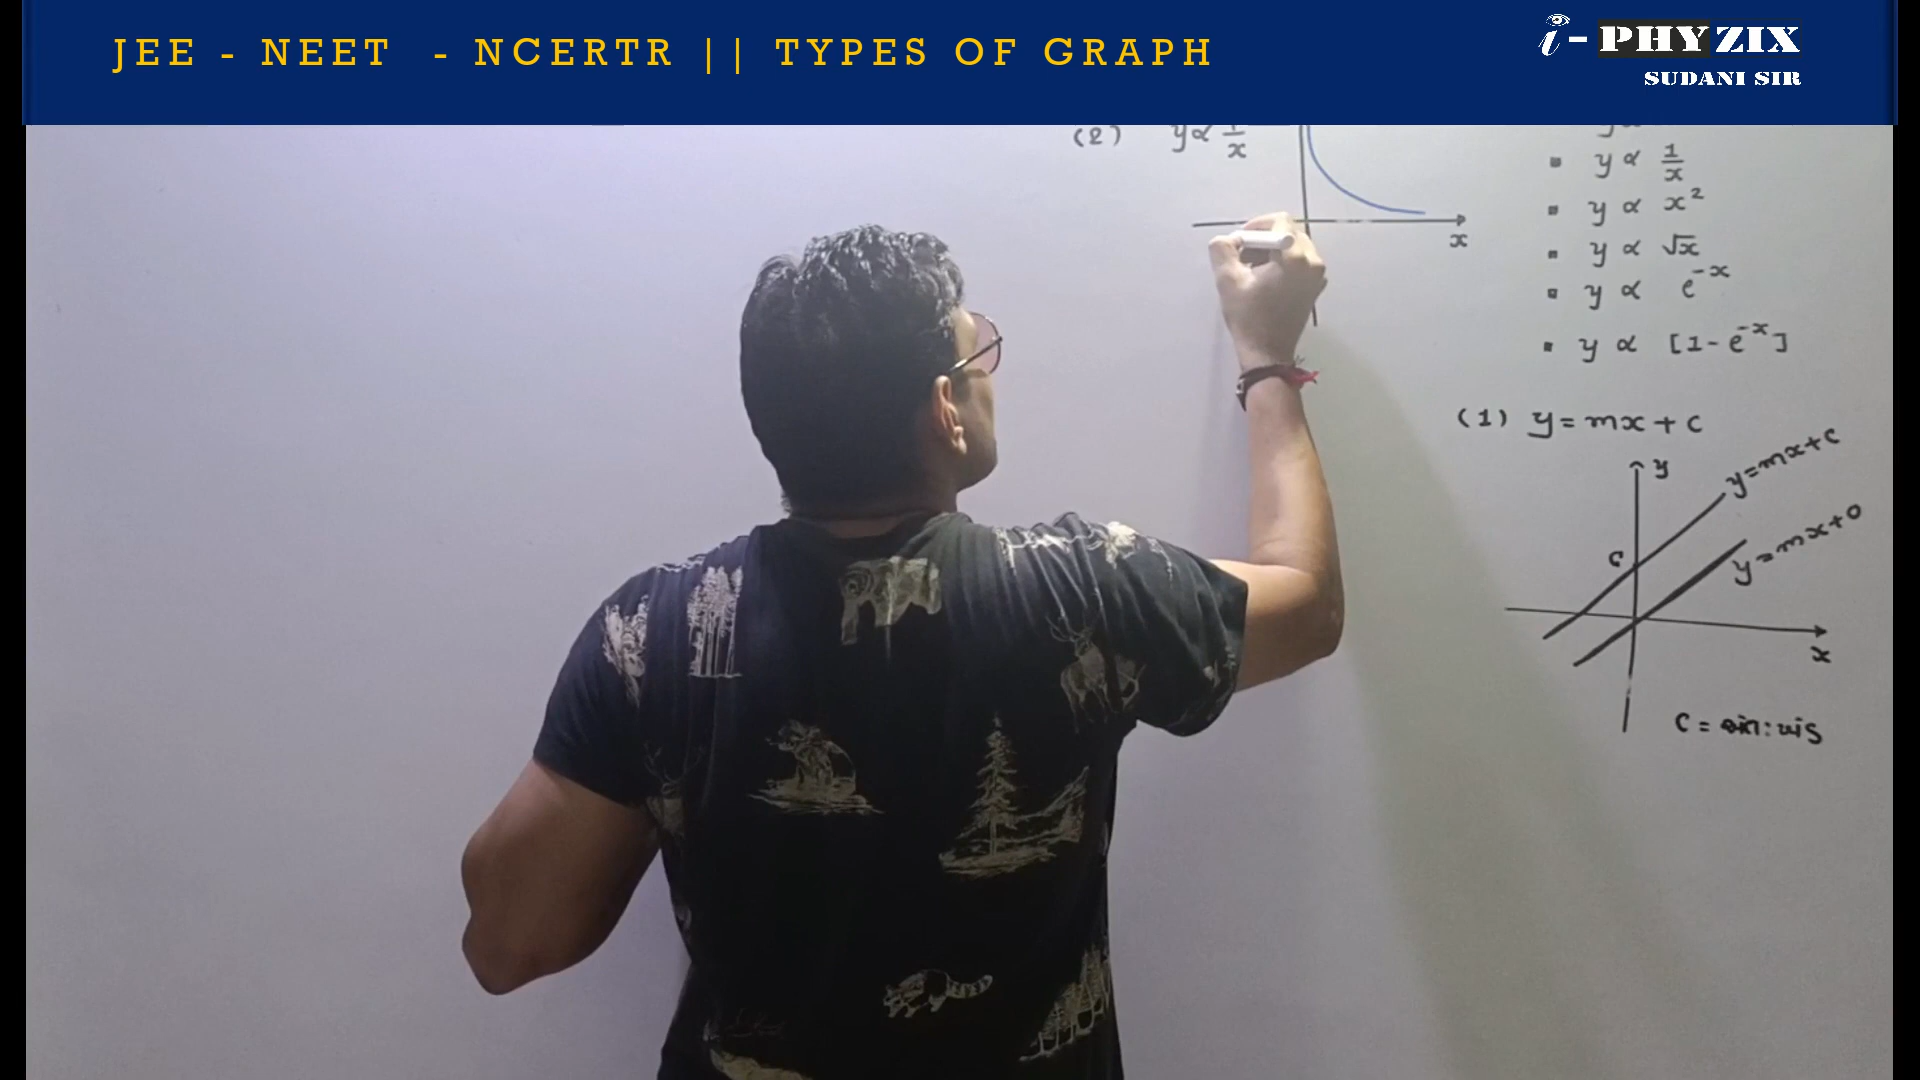 JEE - NEET - NCERTR || TYPES OF GRAPH
i-PHYZIX
SUDANI SIR
(2) y ∝ 1/x
x
y ∝ 1/x
y ∝ x²
y ∝ √x
y ∝ e⁻ˣ
y ∝ [1 - e⁻ˣ]
(1) y = mx + c
y
y=mx+c
y=mx+0
c
x
C =